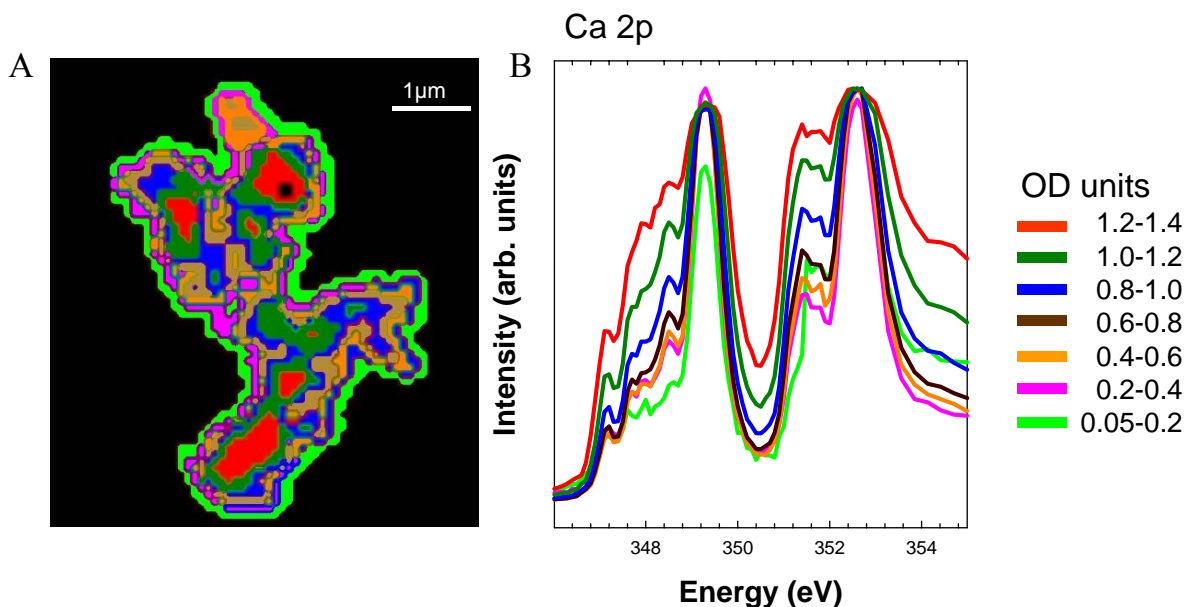 Ca 2p
A
1µm
B
Intensity (arb. units)
348
350
352
354
Energy (eV)
OD units
1.2-1.4
1.0-1.2
0.8-1.0
0.6-0.8
0.4-0.6
0.2-0.4
0.05-0.2